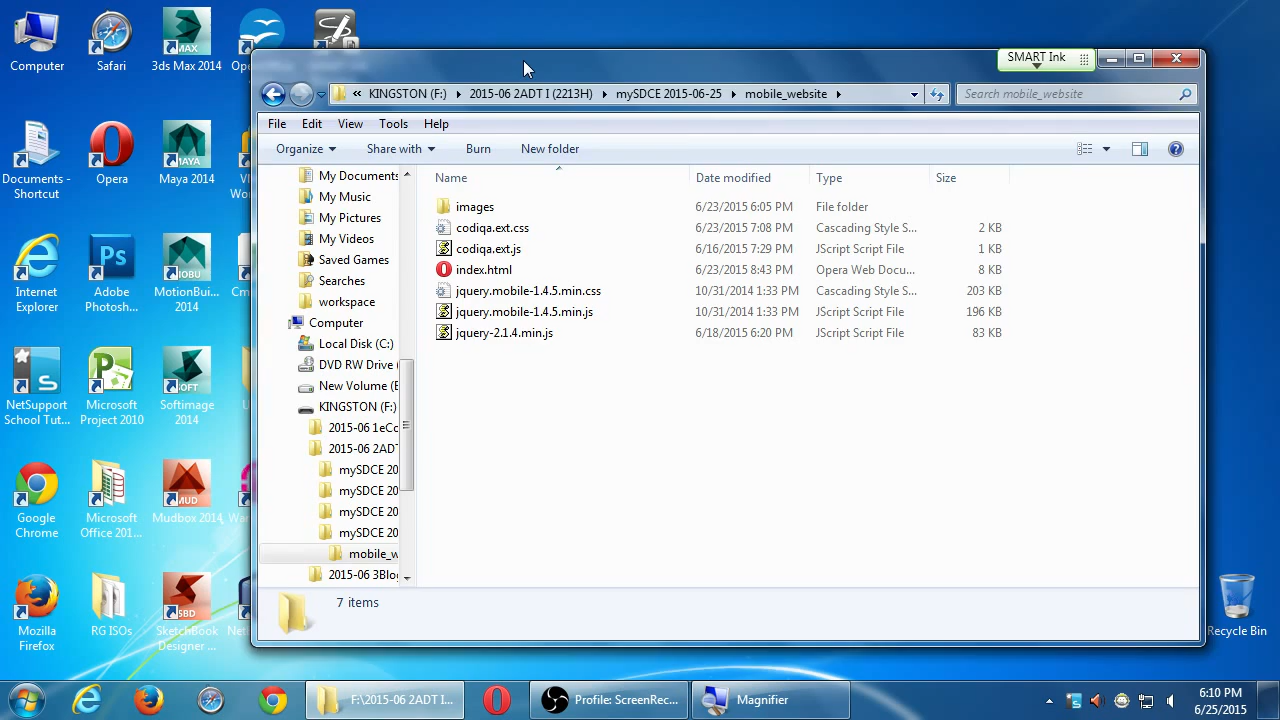 Computer
Safari
3ds Max 2014
SMART Ink
« KINGSTON (F:) ▸ 2015-06 2ADT I (2213H) ▸ mySDCE 2015-06-25 ▸ mobile_website ▸
Search mobile_website
File Edit View Tools Help
Organize Share with Burn New folder
Name Date modified Type Size
images 6/23/2015 6:05 PM File folder
codiqa.ext.css 6/23/2015 7:08 PM Cascading Style S... 2 KB
codiqa.ext.js 6/16/2015 7:29 PM JScript Script File 1 KB
index.html 6/23/2015 8:43 PM Opera Web Docu... 8 KB
jquery.mobile-1.4.5.min.css 10/31/2014 1:33 PM Cascading Style S... 203 KB
jquery.mobile-1.4.5.min.js 10/31/2014 1:33 PM JScript Script File 196 KB
jquery-2.1.4.min.js 6/18/2015 6:20 PM JScript Script File 83 KB
My Documents
My Music
My Pictures
My Videos
Saved Games
Searches
workspace
Computer
Local Disk (C:)
DVD RW Drive (
New Volume (E
KINGSTON (F:)
2015-06 1eCo
2015-06 2ADT
mySDCE 20
mySDCE 20
mySDCE 20
mySDCE 20
mobile_w
2015-06 3Blog
7 items
Documents -
Shortcut
Opera
Maya 2014
Internet
Explorer
Adobe
Photosh...
MotionBui...
2014
NetSupport
School Tut...
Microsoft
Project 2010
Softimage
2014
Google
Chrome
Microsoft
Office 201...
Mudbox 2014
Mozilla
Firefox
RG ISOs
SketchBook
Designer ...
Recycle Bin
MAX
MAYA
MOBU
SOFT
MUD
SBD
Ps
F:\2015-06 2ADT I...
Profile: ScreenRec...
Magnifier
6:10 PM
6/25/2015